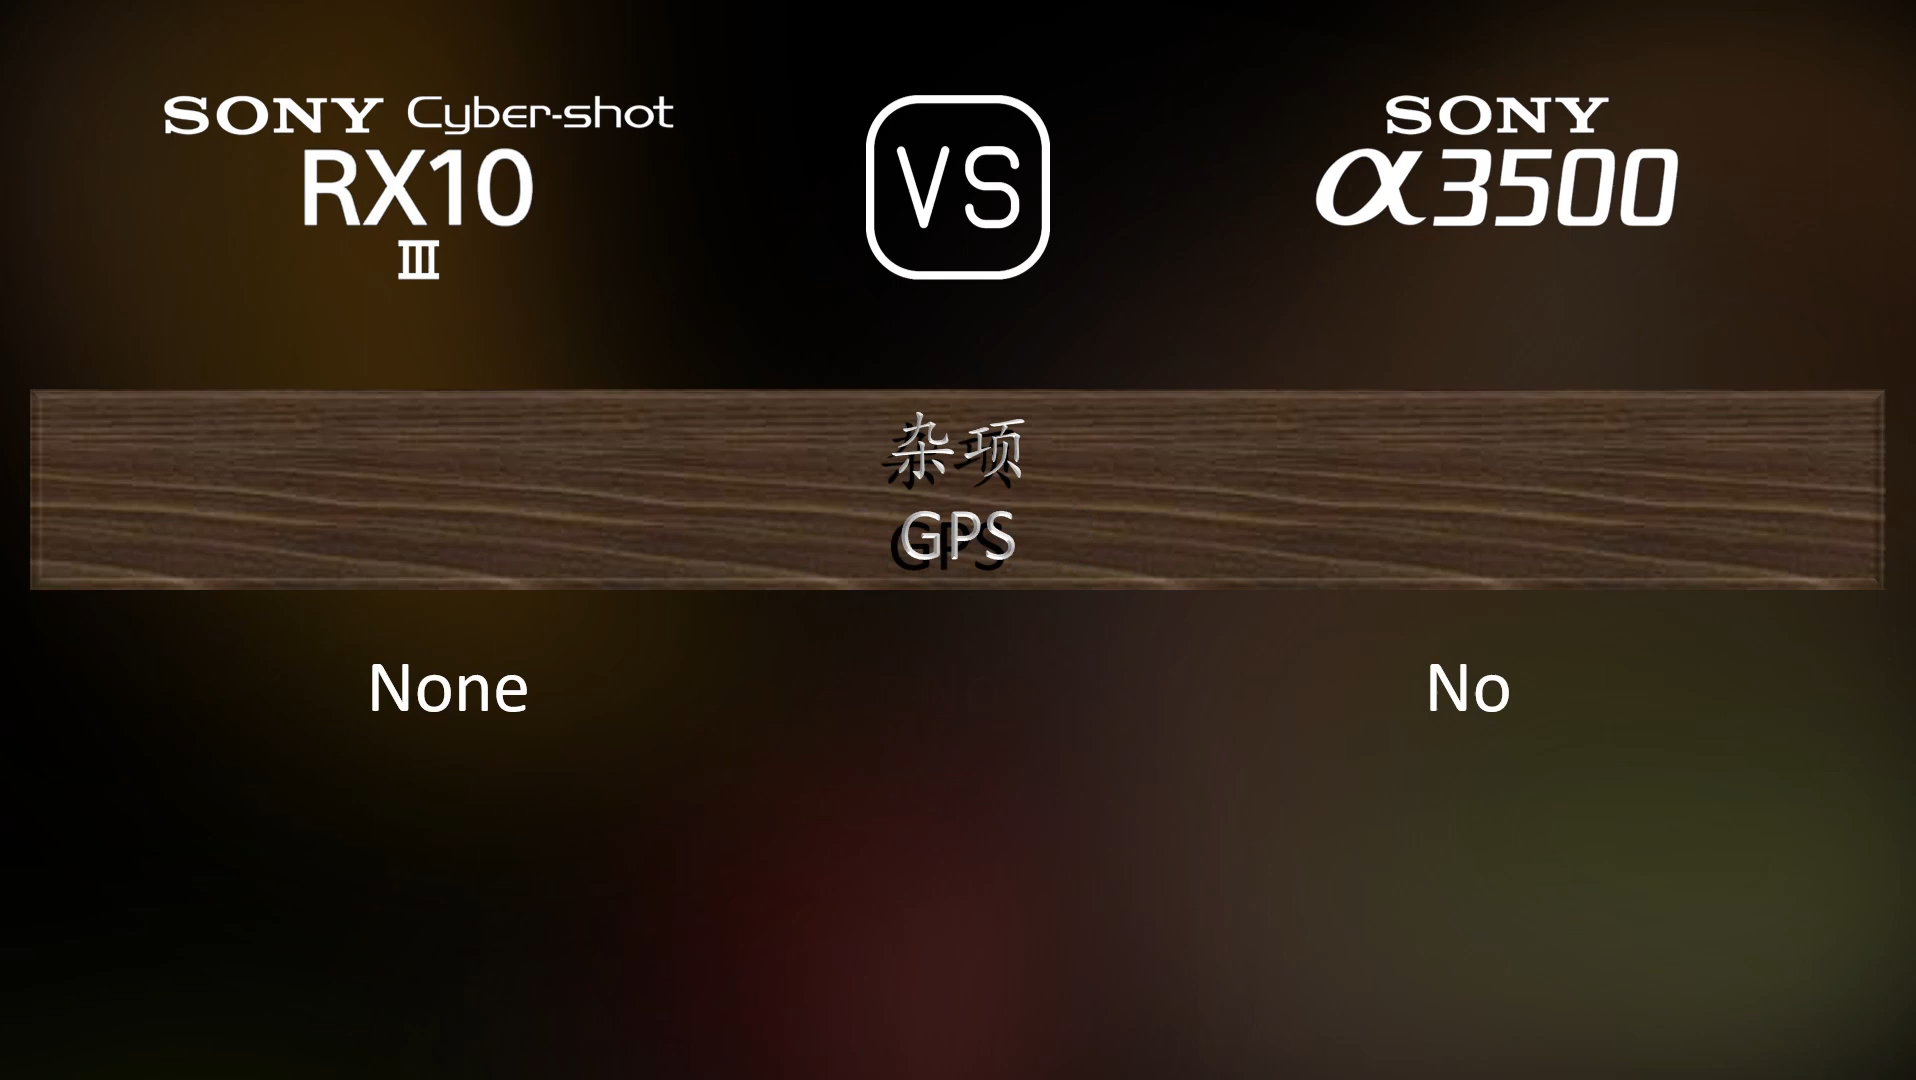 SONY Cyber-shot
RX10
III
VS
SONY
α3500
杂项
GPS
None
No